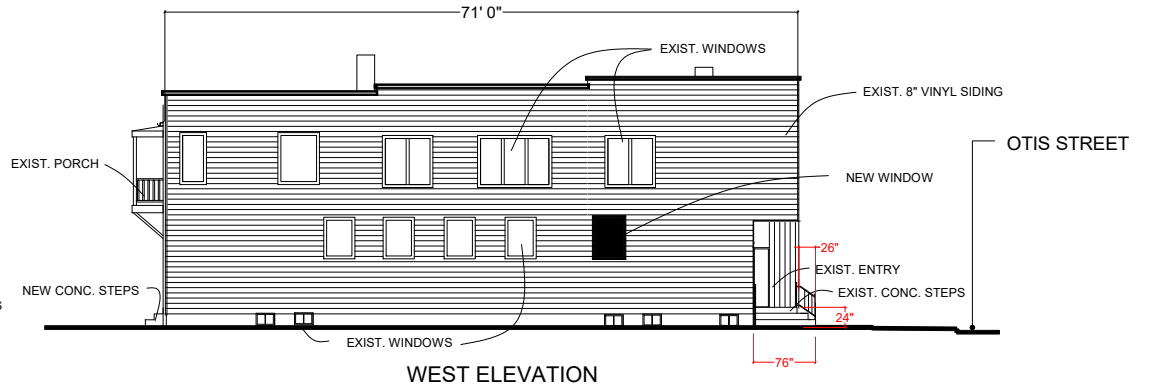 71' 0"
EXIST. WINDOWS
EXIST. 8" VINYL SIDING
OTIS STREET
EXIST. PORCH
NEW WINDOW
26"
EXIST. ENTRY
NEW CONC. STEPS
EXIST. CONC. STEPS
S
24"
EXIST. WINDOWS
76"
WEST ELEVATION